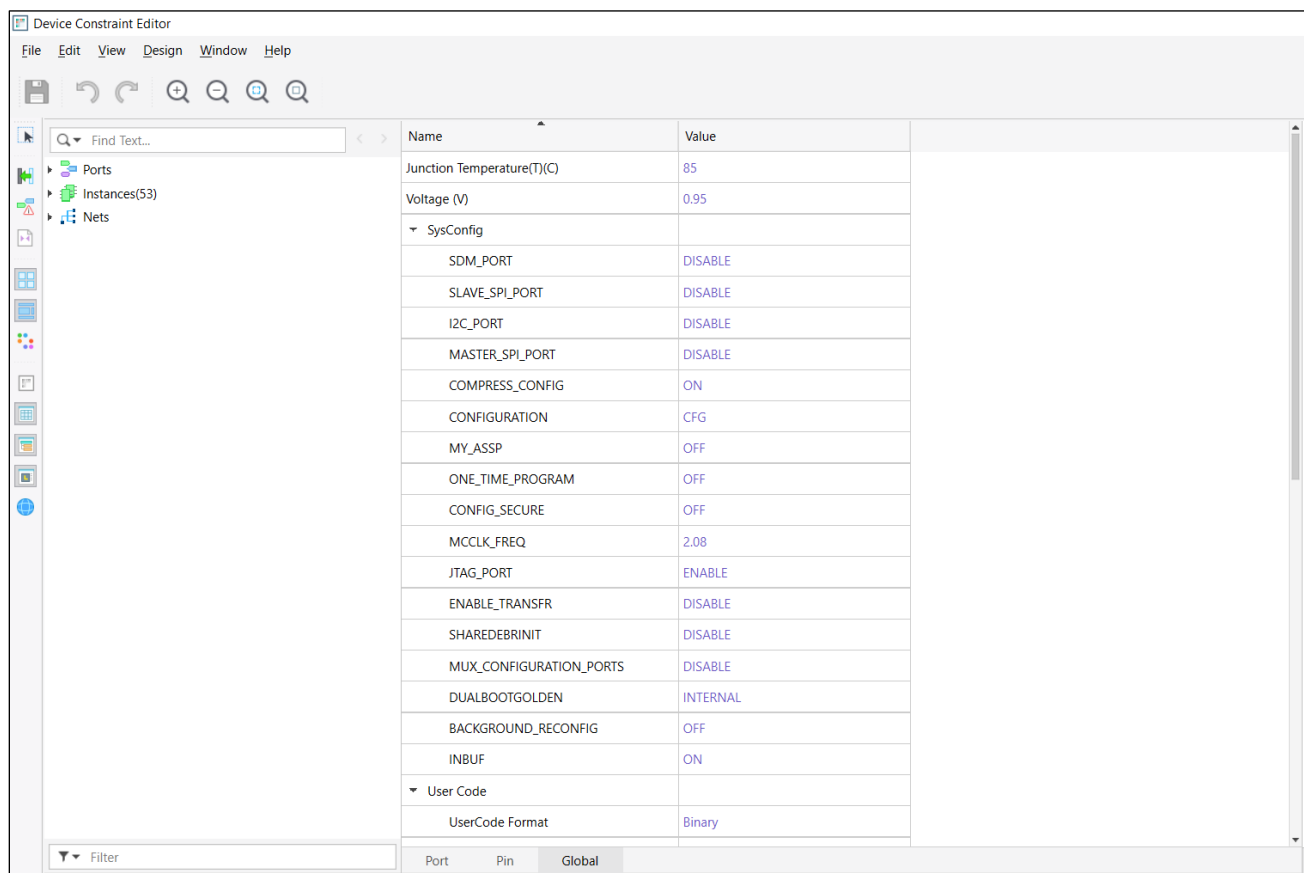 Device Constraint Editor
File Edit View Design Window Help
Find Text...
Ports
Instances(53)
Nets
Name Value
Junction Temperature(T)(C) 85
Voltage (V) 0.95
SysConfig
SDM_PORT DISABLE
SLAVE_SPI_PORT DISABLE
I2C_PORT DISABLE
MASTER_SPI_PORT DISABLE
COMPRESS_CONFIG ON
CONFIGURATION CFG
MY_ASSP OFF
ONE_TIME_PROGRAM OFF
CONFIG_SECURE OFF
MCCLK_FREQ 2.08
JTAG_PORT ENABLE
ENABLE_TRANSFR DISABLE
SHAREDEBRINIT DISABLE
MUX_CONFIGURATION_PORTS DISABLE
DUALBOOTGOLDEN INTERNAL
BACKGROUND_RECONFIG OFF
INBUF ON
User Code
UserCode Format Binary
Filter
Port Pin Global